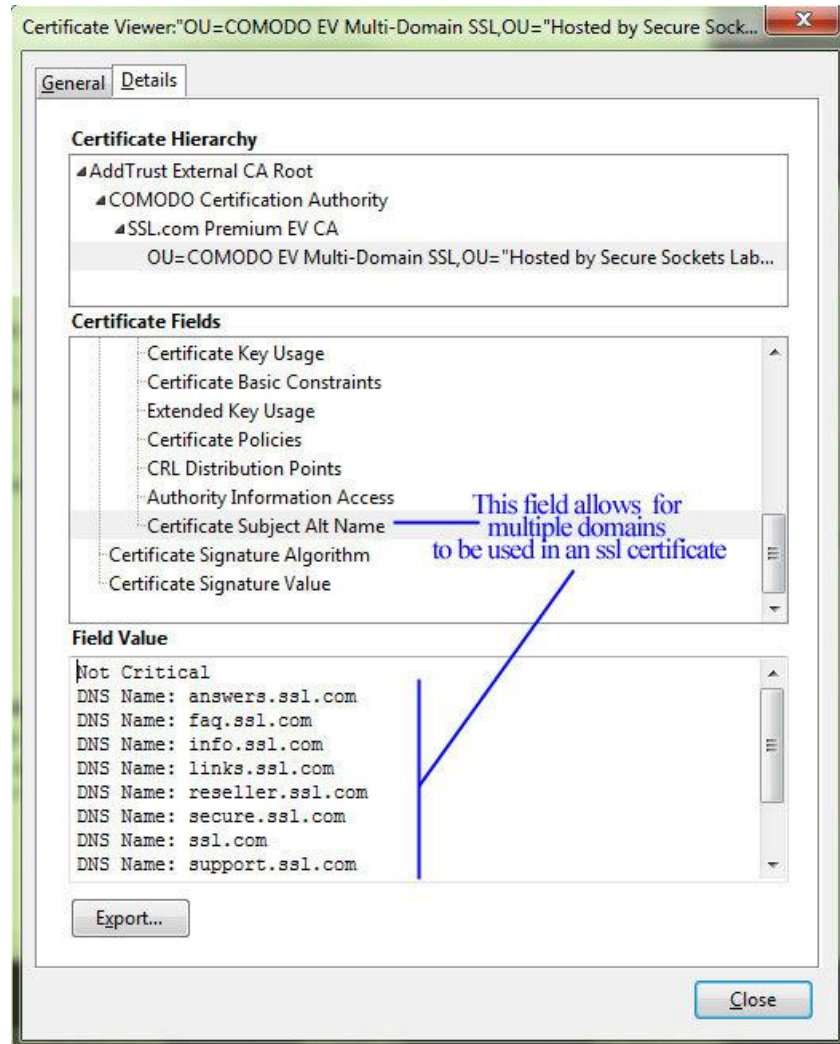 Certificate Viewer:"OU=COMODO EV Multi-Domain SSL,OU="Hosted by Secure Sock...
General
Details
Certificate Hierarchy
AddTrust External CA Root
COMODO Certification Authority
SSL.com Premium EV CA
OU=COMODO EV Multi-Domain SSL,OU="Hosted by Secure Sockets Lab...
Certificate Fields
Certificate Key Usage
Certificate Basic Constraints
Extended Key Usage
Certificate Policies
CRL Distribution Points
Authority Information Access
Certificate Subject Alt Name
Certificate Signature Algorithm
Certificate Signature Value
This field allows for
multiple domains
to be used in an ssl certificate
Field Value
Not Critical
DNS Name: answers.ssl.com
DNS Name: faq.ssl.com
DNS Name: info.ssl.com
DNS Name: links.ssl.com
DNS Name: reseller.ssl.com
DNS Name: secure.ssl.com
DNS Name: ssl.com
DNS Name: support.ssl.com
Export...
Close